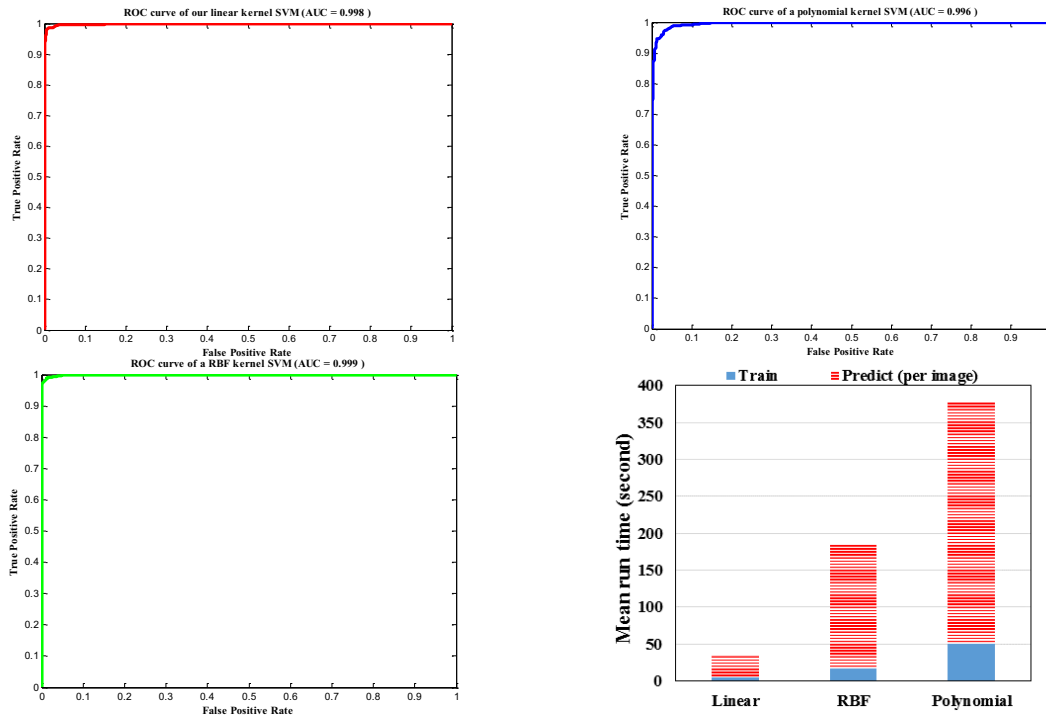 ROC curve of our linear kernel SVM (AUC = 0.998 )
True Positive Rate
1
0.9
0.8
0.7
0.6
0.5
0.4
0.3
0.2
0.1
0
0 0.1 0.2 0.3 0.4 0.5 0.6 0.7 0.8 0.9 1
False Positive Rate
ROC curve of a polynomial kernel SVM (AUC = 0.996 )
True Positive Rate
1
0.9
0.8
0.7
0.6
0.5
0.4
0.3
0.2
0.1
0
0 0.1 0.2 0.3 0.4 0.5 0.6 0.7 0.8 0.9
False Positive Rate
ROC curve of a RBF kernel SVM (AUC = 0.999 )
True Positive Rate
1
0.9
0.8
0.7
0.6
0.5
0.4
0.3
0.2
0.1
0
0 0.1 0.2 0.3 0.4 0.5 0.6 0.7 0.8 0.9 1
False Positive Rate
Train Predict (per image)
Mean run time (second)
400
350
300
250
200
150
100
50
0
Linear RBF Polynomial